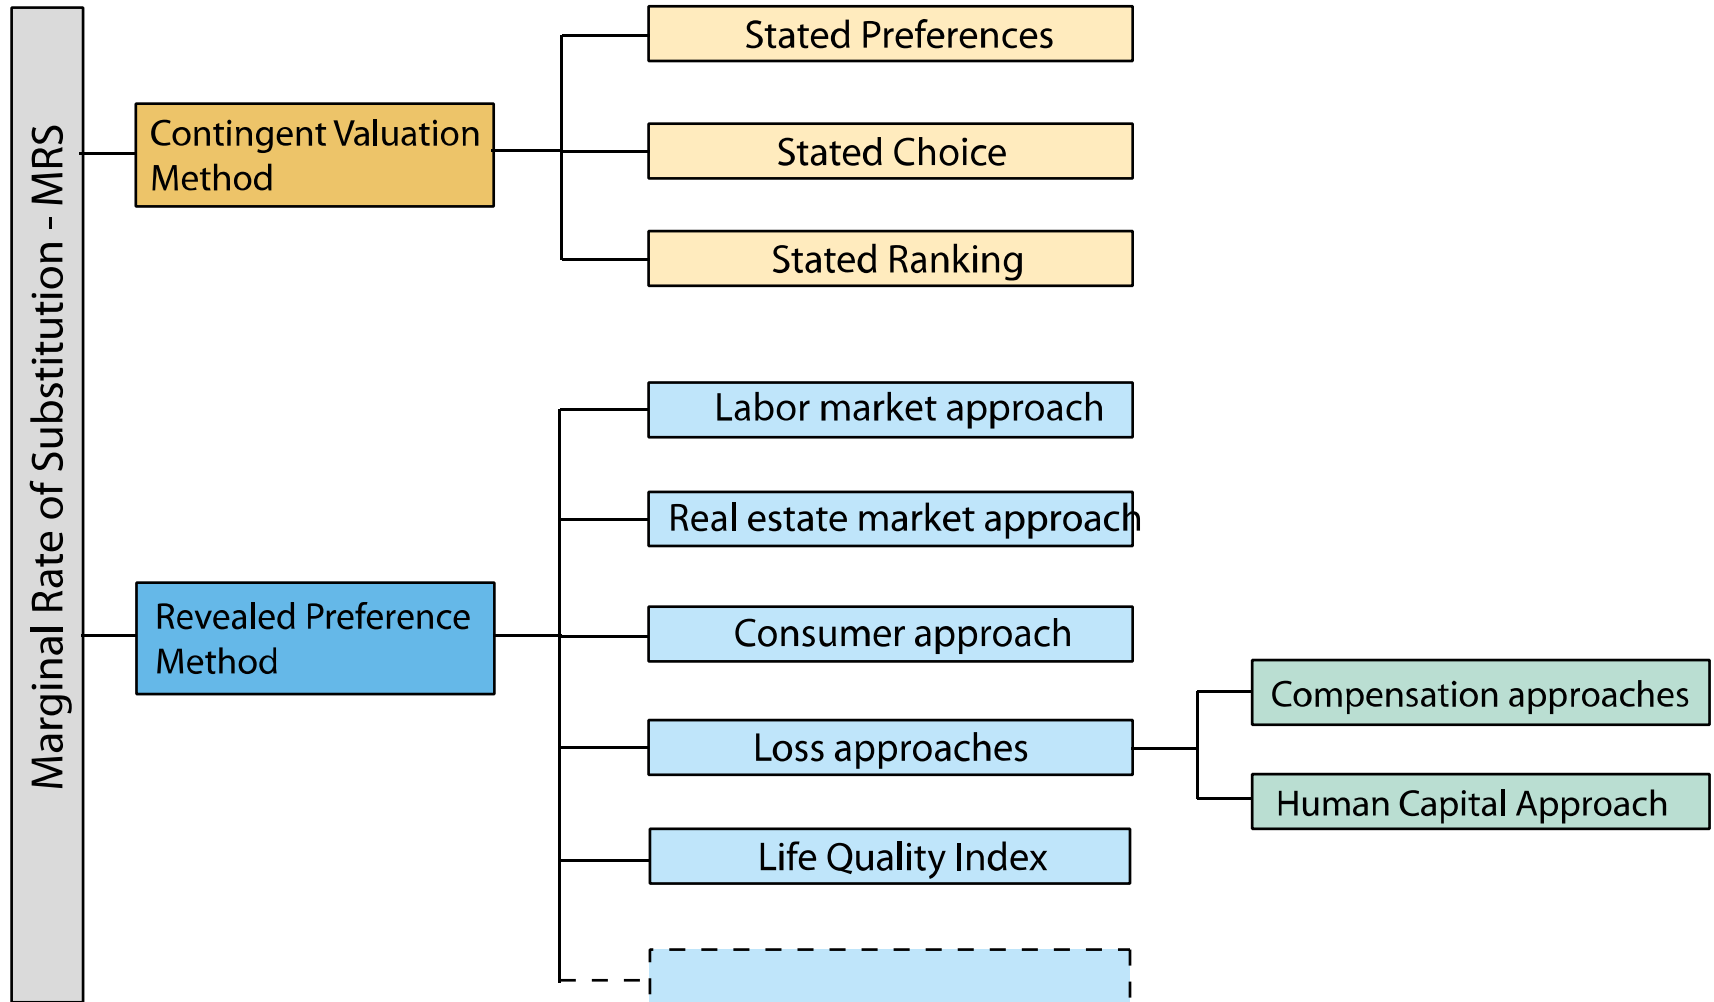 Marginal Rate of Substitution - MRS
Contingent Valuation
Method
Stated Preferences
Stated Choice
Stated Ranking
Revealed Preference
Method
Labor market approach
Real estate market approach
Consumer approach
Loss approaches
Compensation approaches
Human Capital Approach
Life Quality Index